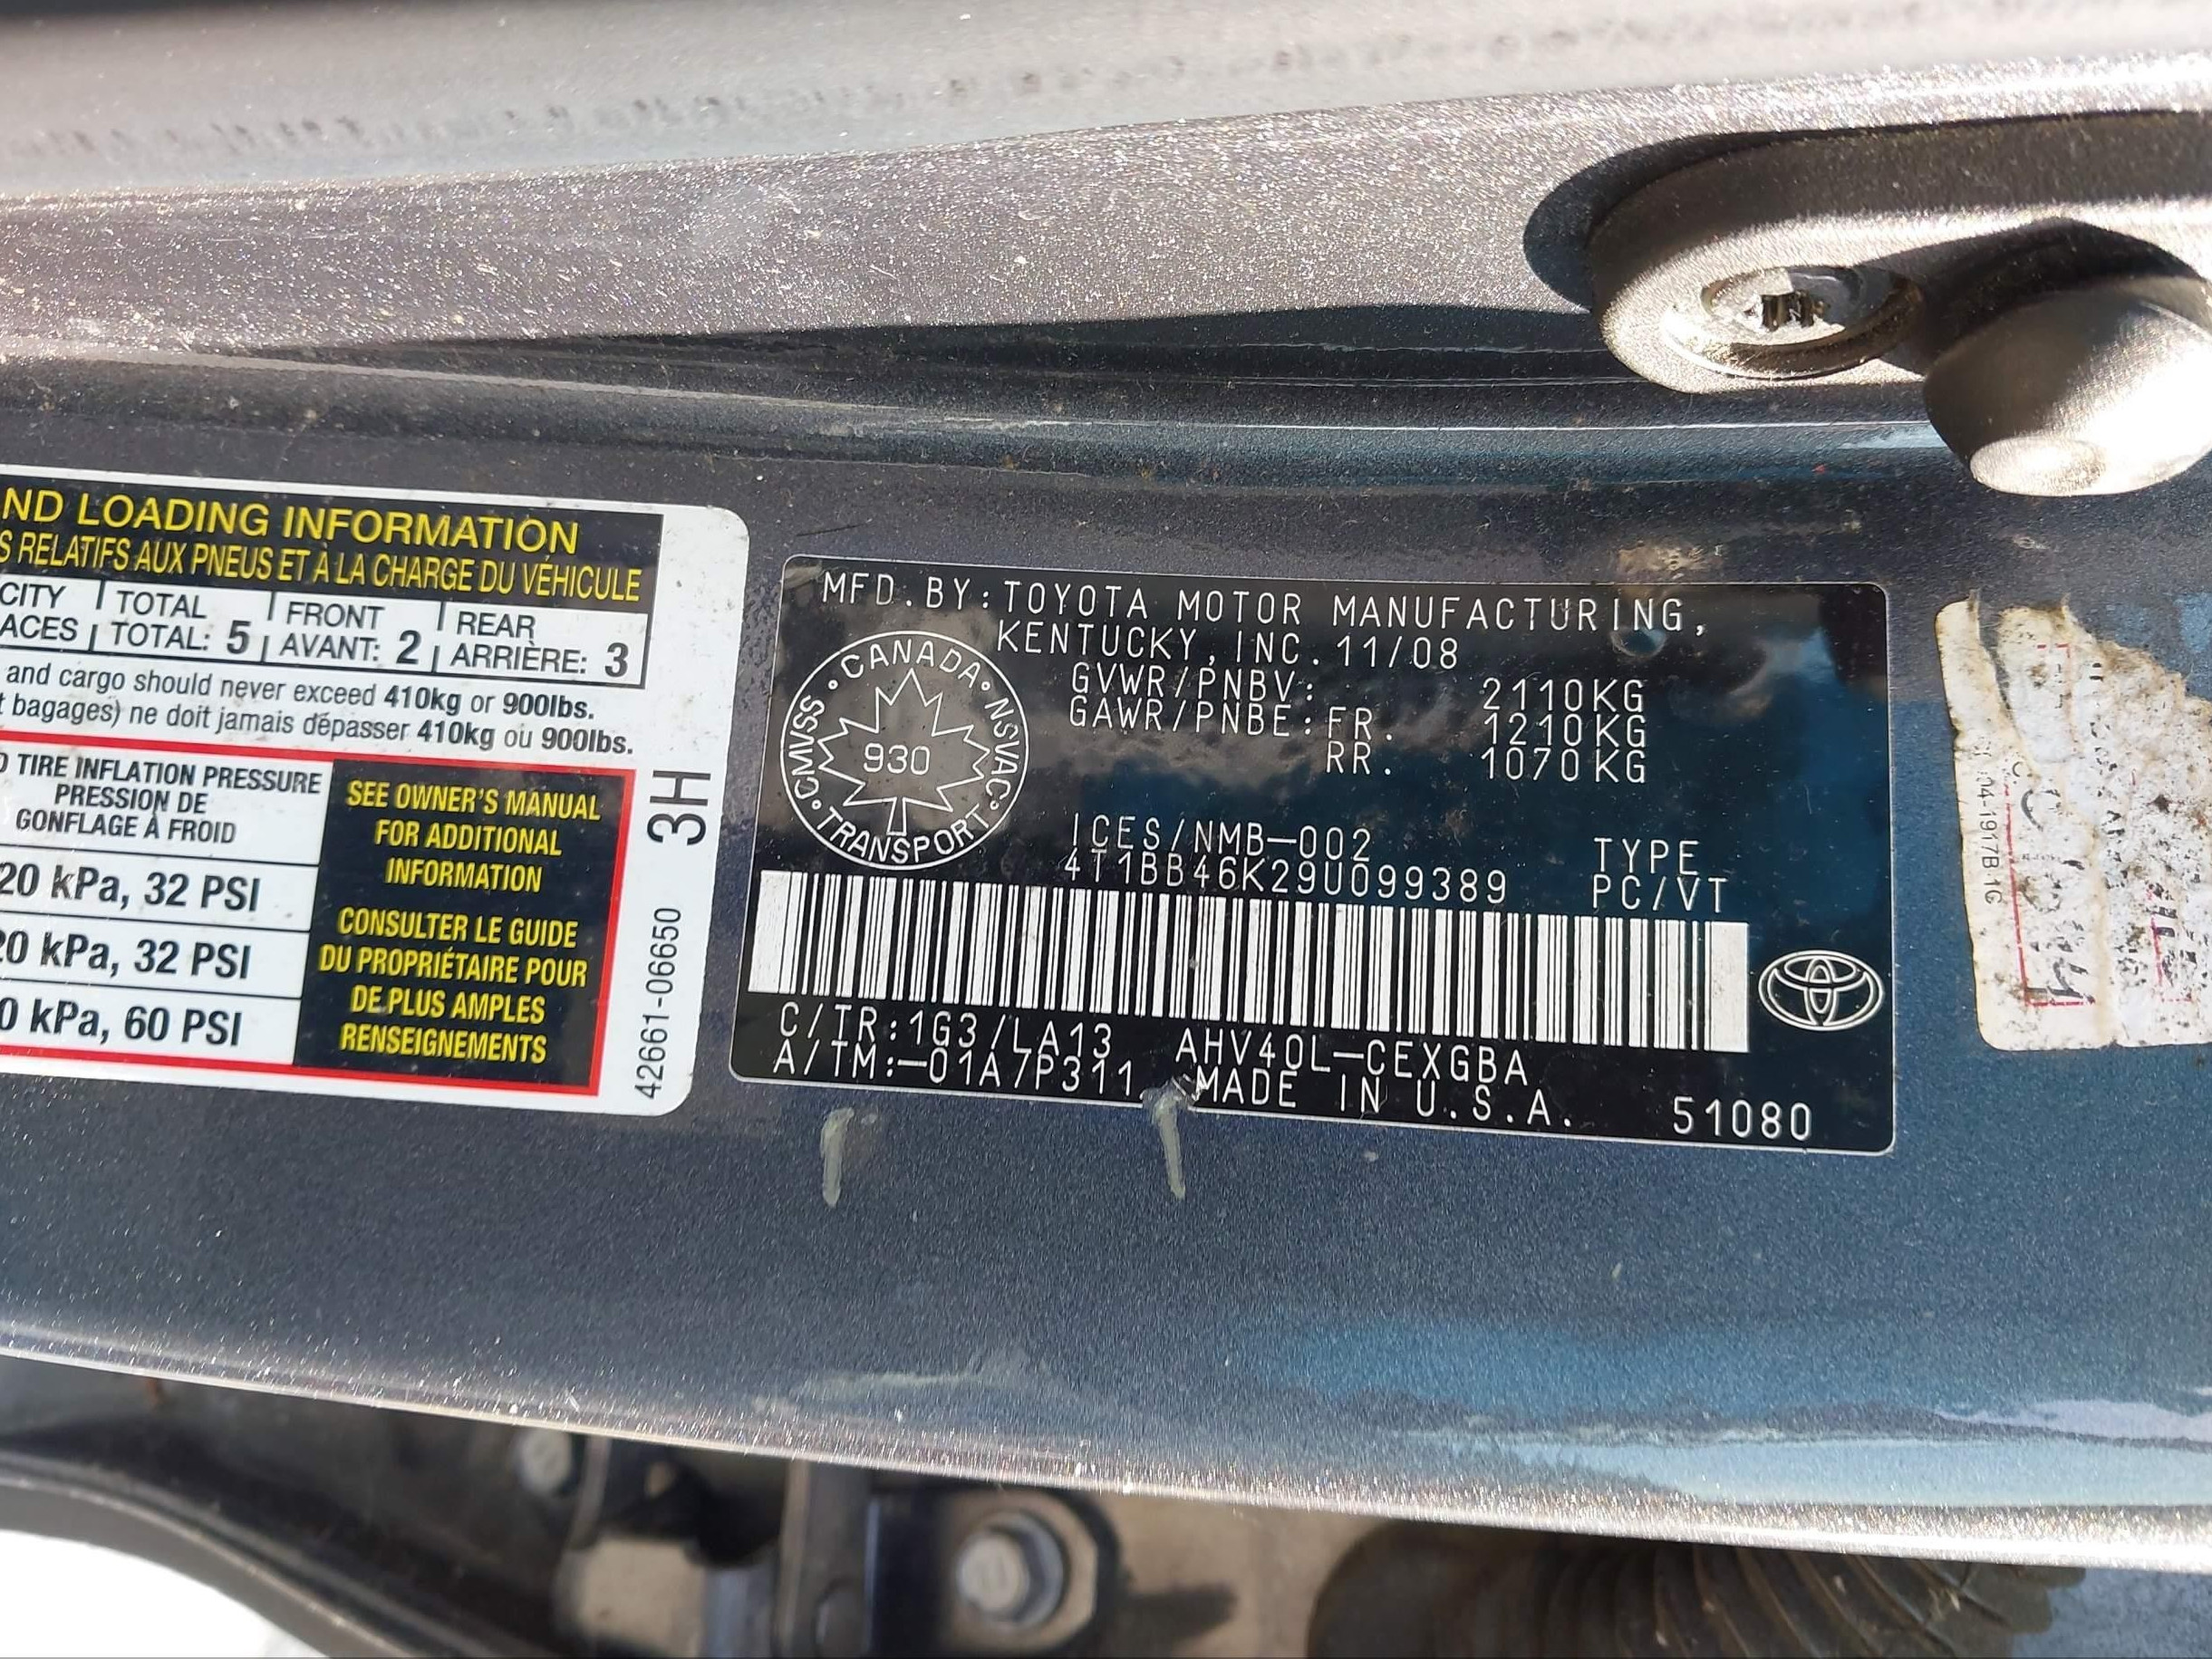 ND LOADING INFORMATION
S RELATIFS AUX PNEUS ET À LA CHARGE DU VÉHICULE
CITY TOTAL FRONT REAR
ACES TOTAL: 5 AVANT: 2 ARRIÈRE: 3
and cargo should never exceed 410kg or 900lbs.
t bagages) ne doit jamais dépasser 410kg ou 900lbs.
D TIRE INFLATION PRESSURE
PRESSION DE
GONFLAGE À FROID
20 kPa, 32 PSI
20 kPa, 32 PSI
0 kPa, 60 PSI
SEE OWNER'S MANUAL
FOR ADDITIONAL
INFORMATION
CONSULTER LE GUIDE
DU PROPRIÉTAIRE POUR
DE PLUS AMPLES
RENSEIGNEMENTS
3H
42661-06650
MFD.BY:TOYOTA MOTOR MANUFACTURING,
KENTUCKY,INC.11/08
CANADA • NSVAC • TRANSPORT • CMVSS
930
GVWR/PNBV: 2110KG
GAWR/PNBE:FR. 1210KG
RR. 1070KG
ICES/NMB-002 TYPE
4T1BB46K29U099389 PC/VT
C/TR:1G3/LA13 AHV40L-CEXGBA
A/TM:-01A/P311 MADE IN U.S.A. 51080